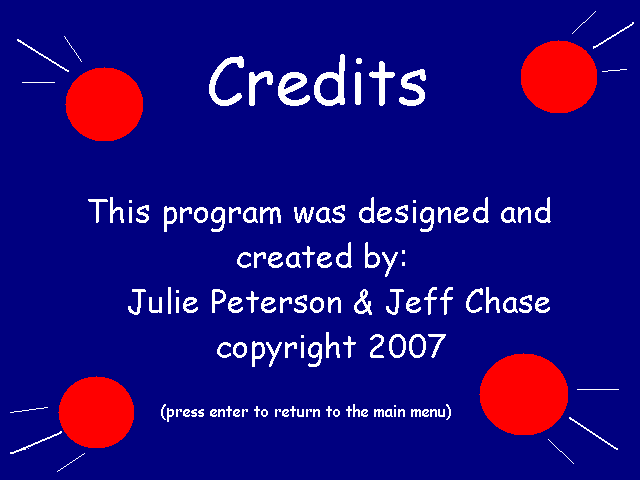 Credits
This program was designed and
created by:
Julie Peterson & Jeff Chase
copyright 2007
(press enter to return to the main menu)